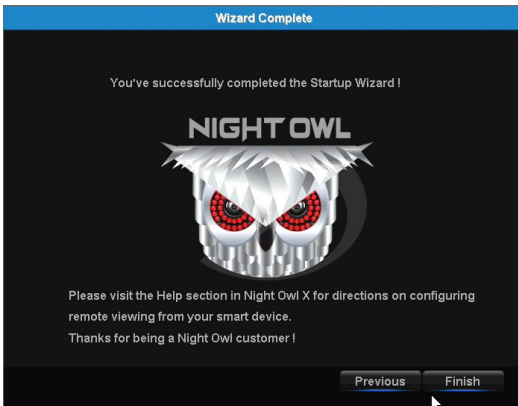 Wizard Complete
You've successfully completed the Startup Wizard !
NIGHT OWL
Please visit the Help section in Night Owl X for directions on configuring
remote viewing from your smart device.
Thanks for being a Night Owl customer !
Previous Finish